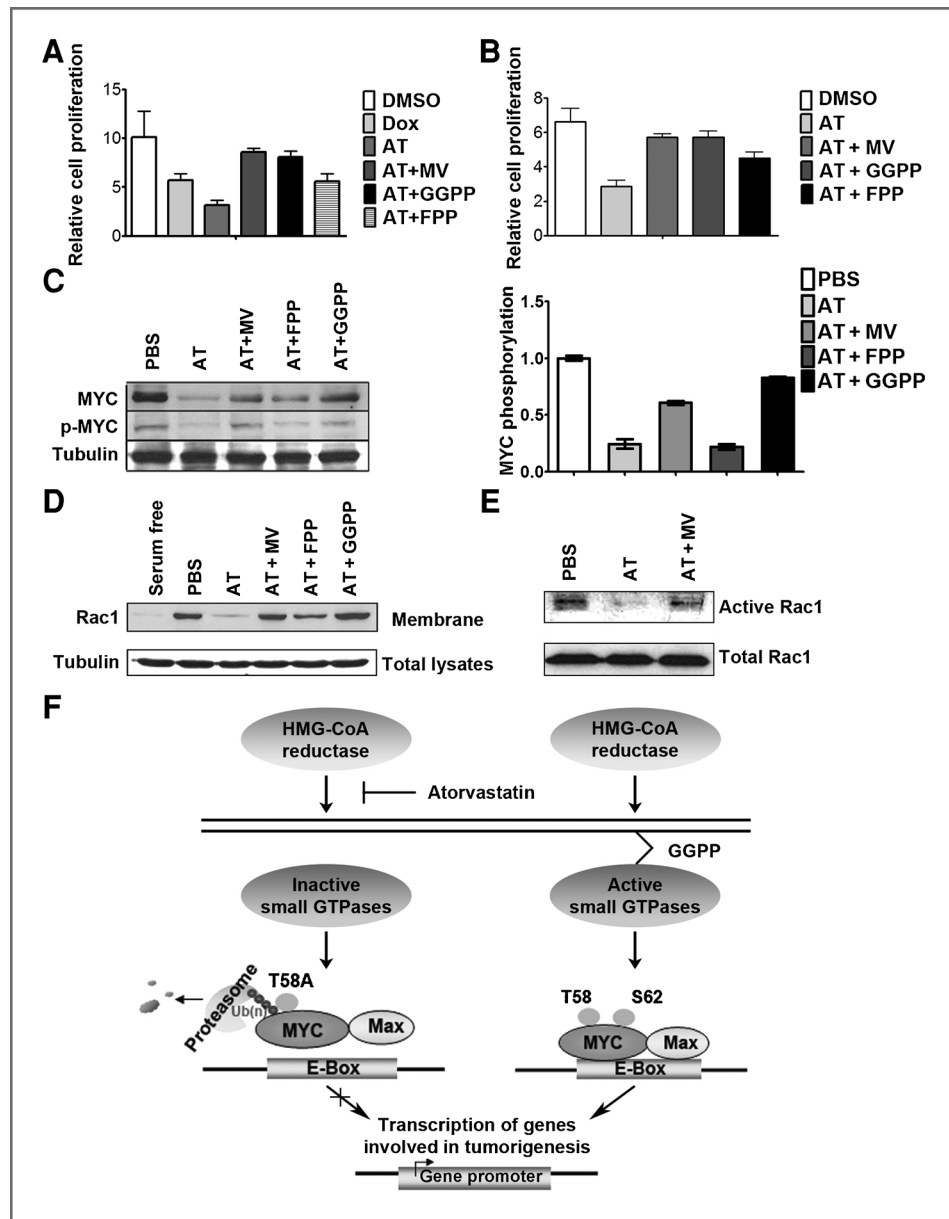 A
Relative cell proliferation
15
10
5
0
DMSO
Dox
AT
AT+MV
AT+GGPP
AT+FPP
B
Relative cell proliferation
8
6
4
2
0
DMSO
AT
AT + MV
AT + GGPP
AT + FPP
C
PBS
AT
AT+MV
AT+FPP
AT+GGPP
MYC
p-MYC
Tubulin
MYC phosphorylation
1.5
1.0
0.5
0.0
PBS
AT
AT + MV
AT + FPP
AT + GGPP
D
Serum free
PBS
AT
AT + MV
AT + FPP
AT + GGPP
Rac1
Membrane
Tubulin
Total lysates
E
PBS
AT
AT + MV
Active Rac1
Total Rac1
F
HMG-CoA
reductase
HMG-CoA
reductase
Atorvastatin
GGPP
Inactive
small GTPases
Active
small GTPases
Proteasome
Ub(n)
T58A
MYC
Max
E-Box
T58
S62
MYC
Max
E-Box
Transcription of genes
involved in tumorigenesis
Gene promoter